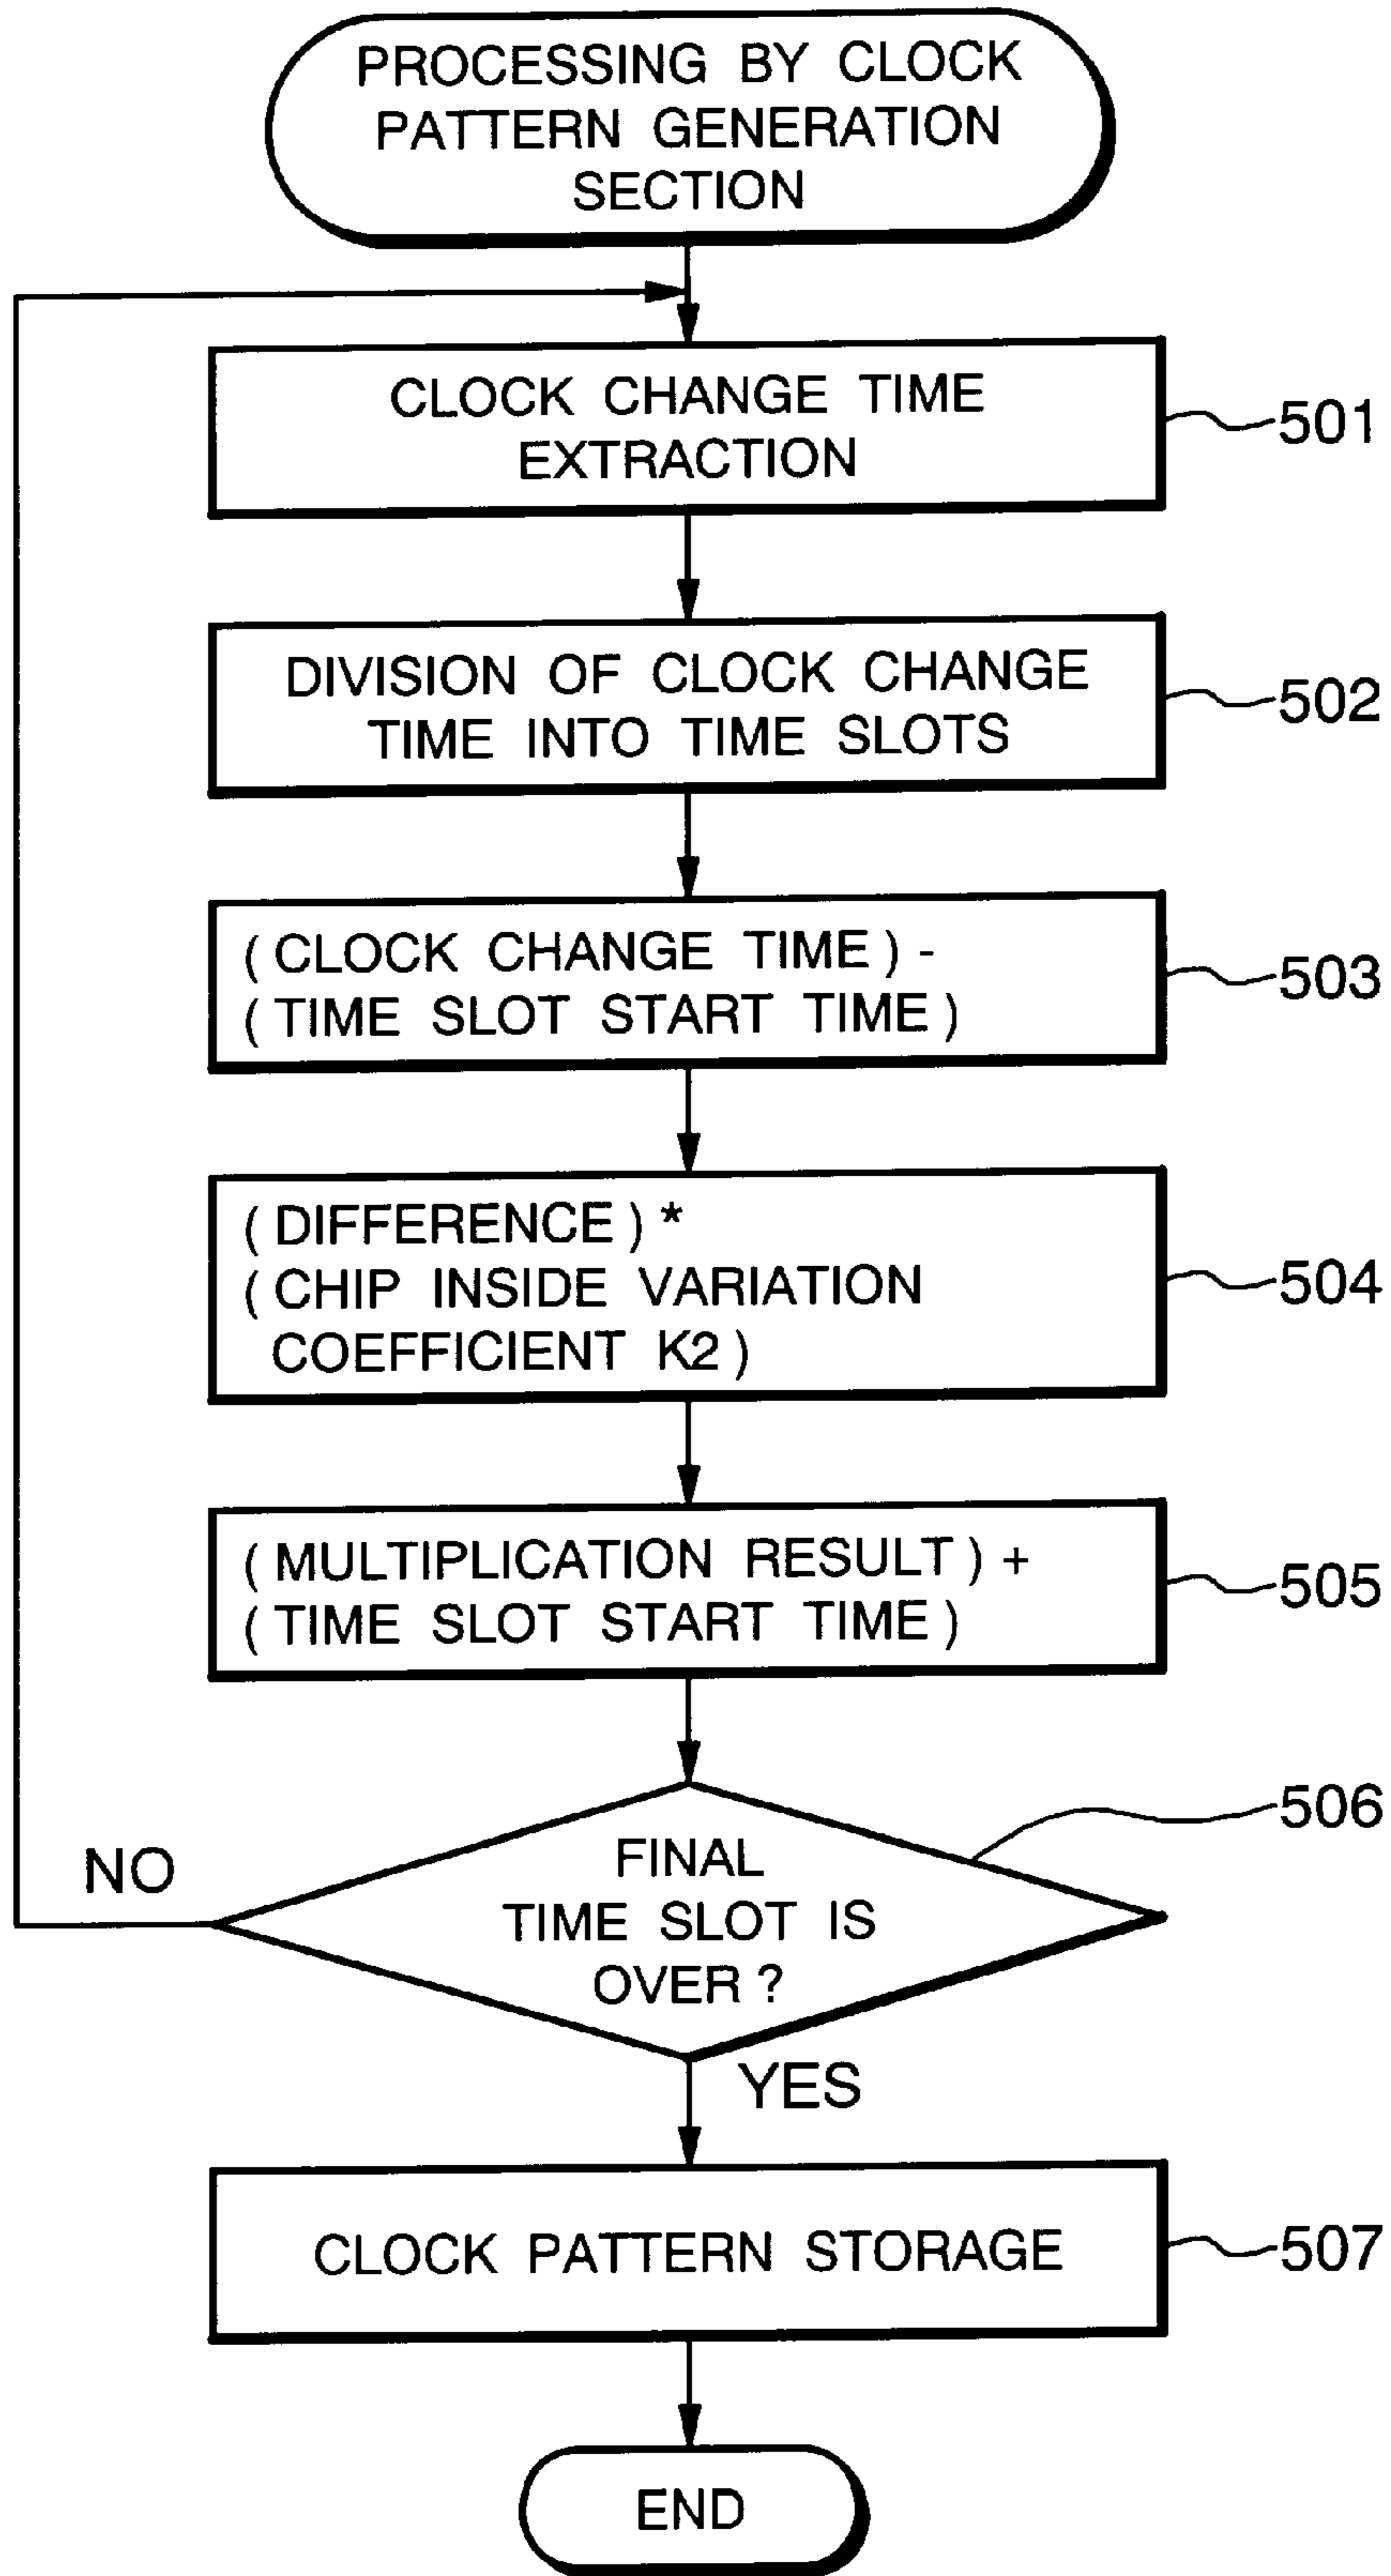 PROCESSING BY CLOCK
PATTERN GENERATION
SECTION
CLOCK CHANGE TIME
EXTRACTION
501
DIVISION OF CLOCK CHANGE
TIME INTO TIME SLOTS
502
(CLOCK CHANGE TIME) -
(TIME SLOT START TIME)
503
(DIFFERENCE) *
(CHIP INSIDE VARIATION
COEFFICIENT K2)
504
(MULTIPLICATION RESULT) +
(TIME SLOT START TIME)
505
506
NO
FINAL
TIME SLOT IS
OVER?
YES
CLOCK PATTERN STORAGE
507
END